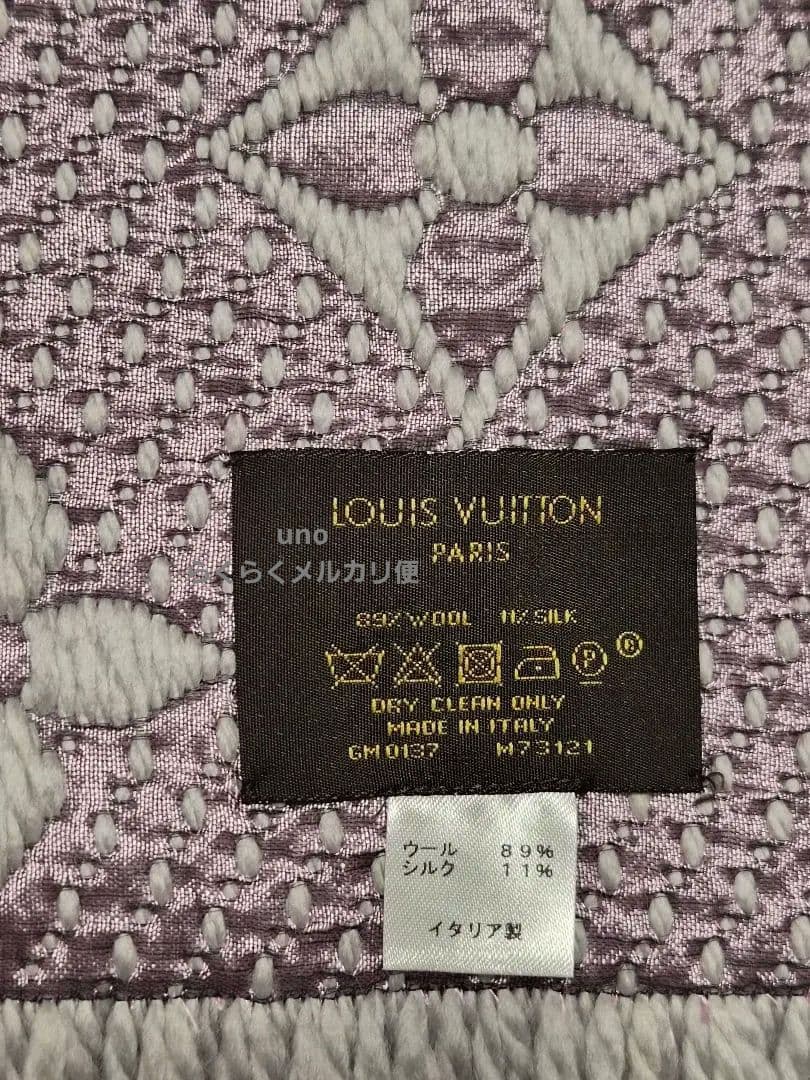 LOUIS VUITTON
PARIS
uno
らくらくメルカリ便
89% WOOL 11% SILK
P
®
DRY CLEAN ONLY
MADE IN ITALY
GM0137 M73121
ウール 89%
シルク 11%
イタリア製